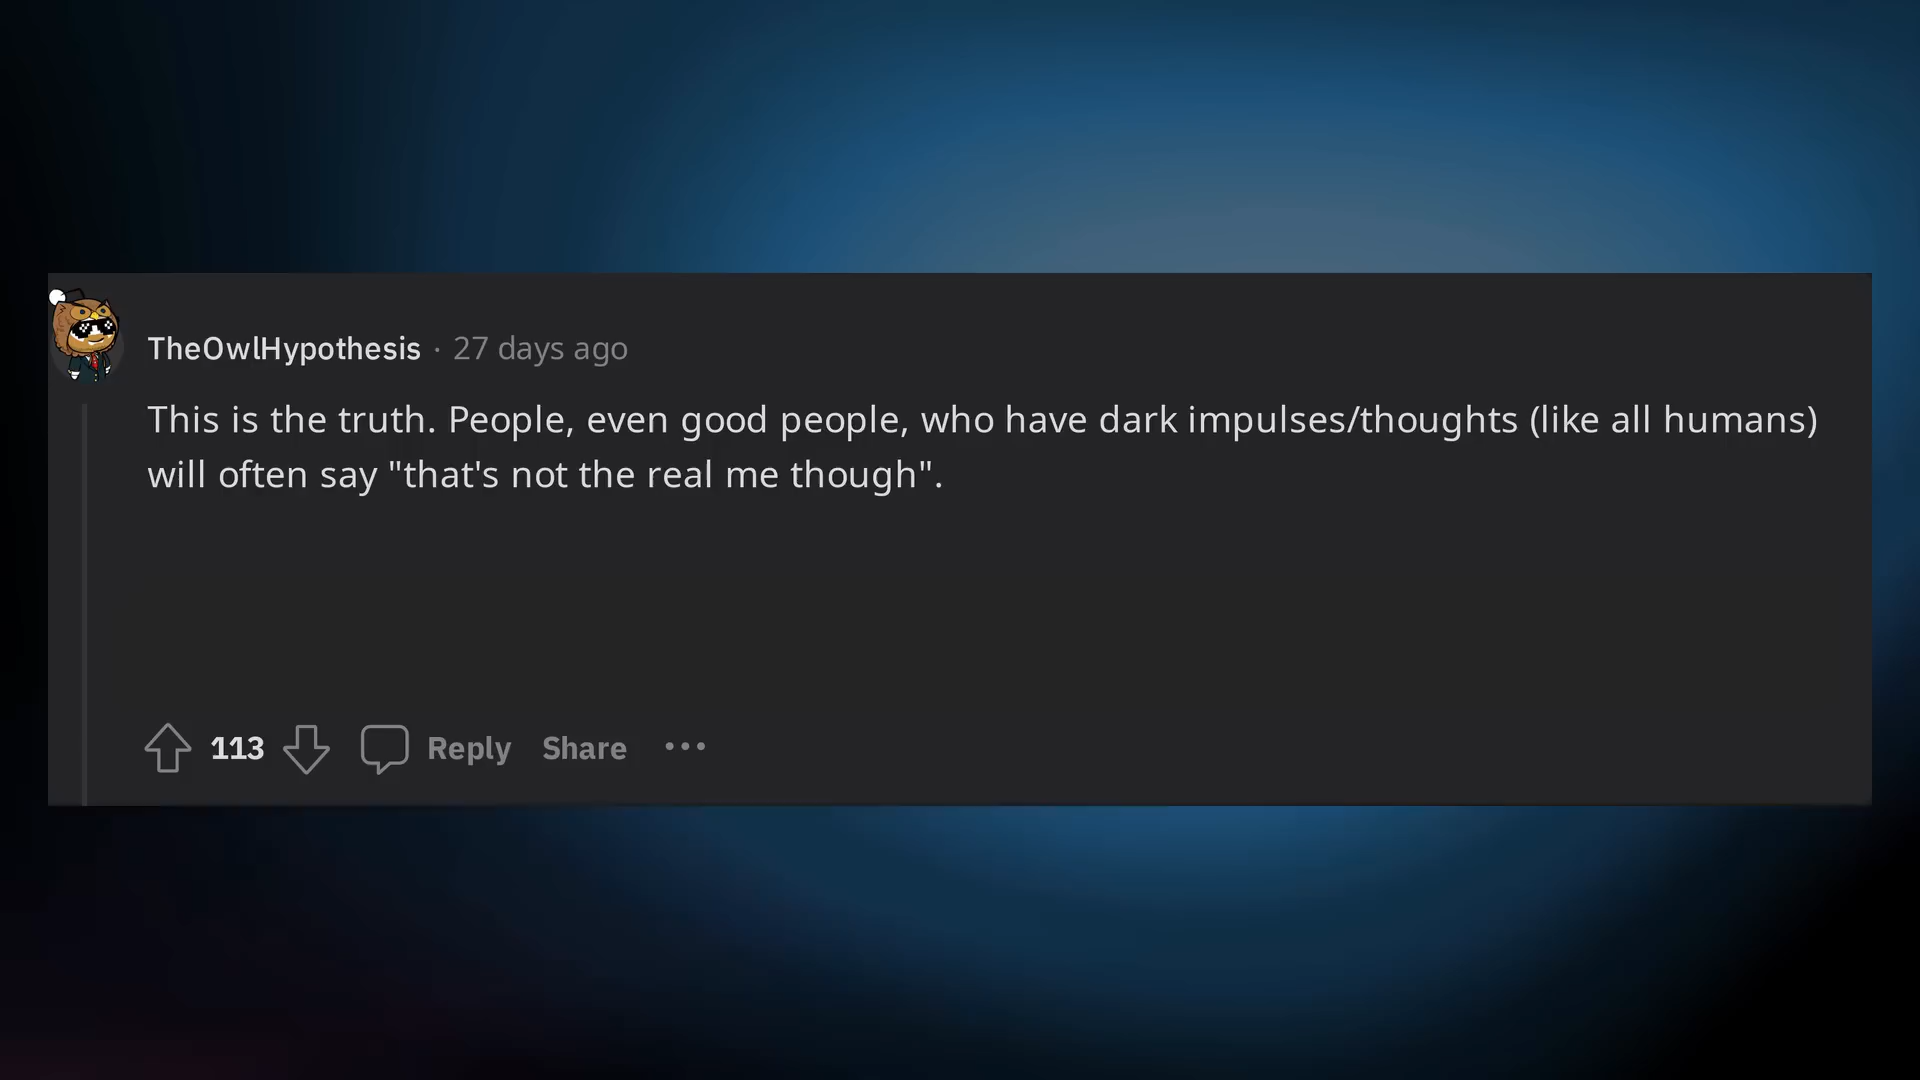 TheOwlHypothesis · 27 days ago
This is the truth. People, even good people, who have dark impulses/thoughts (like all humans)
will often say "that's not the real me though".
113 Reply Share ···